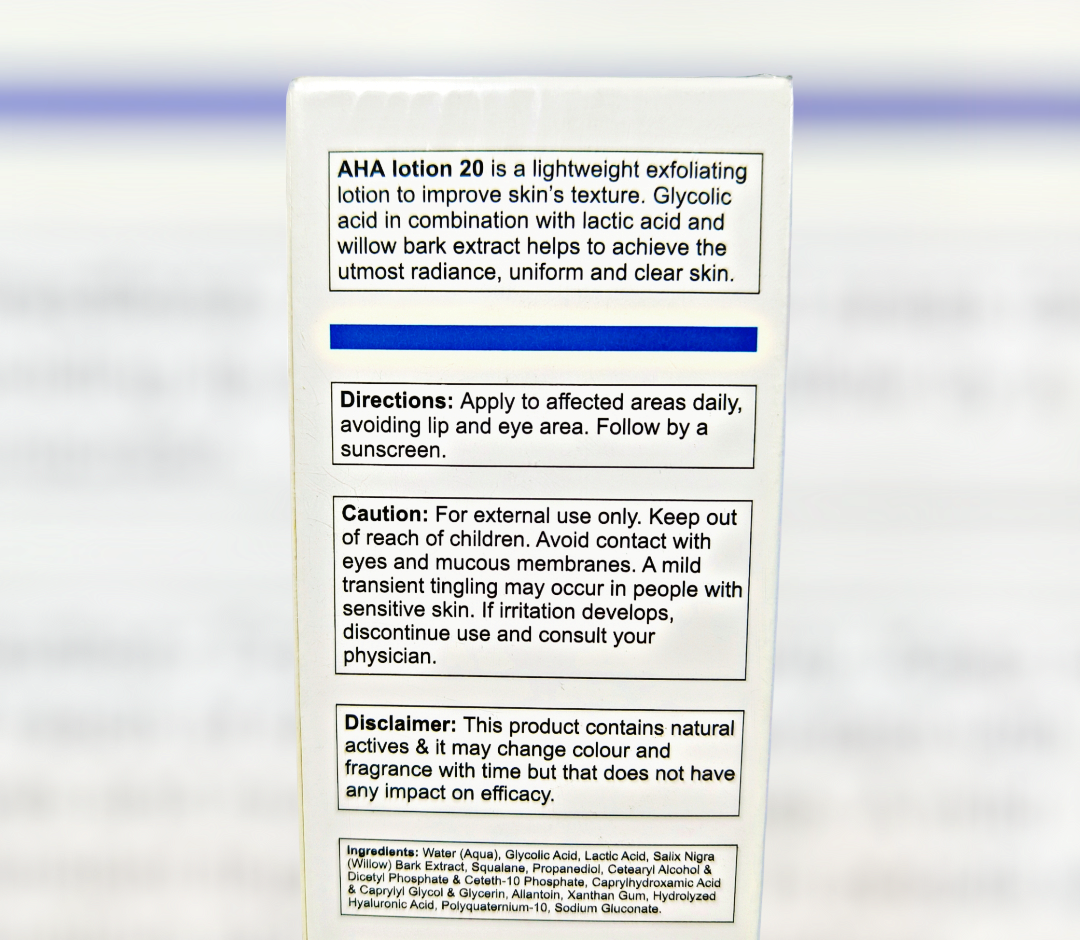 AHA lotion 20 is a lightweight exfoliating
lotion to improve skin's texture. Glycolic
acid in combination with lactic acid and
willow bark extract helps to achieve the
utmost radiance, uniform and clear skin.
Directions: Apply to affected areas daily,
avoiding lip and eye area. Follow by a
sunscreen.
Caution: For external use only. Keep out
of reach of children. Avoid contact with
eyes and mucous membranes. A mild
transient tingling may occur in people with
sensitive skin. If irritation develops,
discontinue use and consult your
physician.
Disclaimer: This product contains natural
actives & it may change colour and
fragrance with time but that does not have
any impact on efficacy.
Ingredients: Water (Aqua), Glycolic Acid, Lactic Acid, Salix Nigra
(Willow) Bark Extract, Squalane, Propanediol, Cetearyl Alcohol &
Dicetyl Phosphate & Ceteth-10 Phosphate, Caprylhydroxamic Acid
& Caprylyl Glycol & Glycerin, Allantoin, Xanthan Gum, Hydrolyzed
Hyaluronic Acid, Polyquaternium-10, Sodium Gluconate.